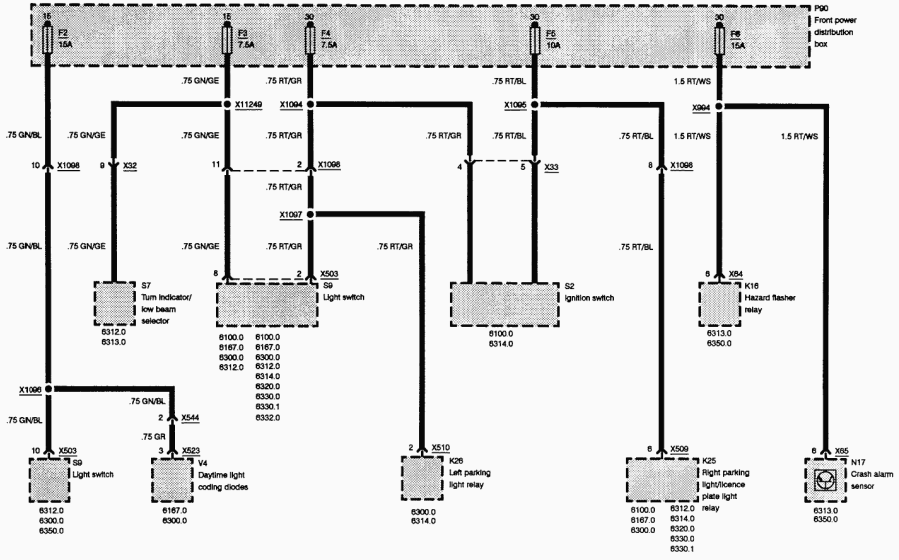 15
15
30
30
30
P90
Front power
distribution
box
F2
15A
F3
7.5A
F4
7.5A
F5
10A
F6
15A
.75 GN/GE
.75 RT/GR
.75 RT/BL
1.5 RT/WS
X11249
X1094
X1095
X994
.75 GN/BL
.75 GN/GE
.75 GN/GE
.75 RT/GR
.75 RT/GR
.75 RT/BL
.75 RT/BL
1.5 RT/WS
1.5 RT/WS
10
X1098
9
X32
11
2
X1098
4
5
X33
8
X1098
.75 RT/GR
X1097
.75 GN/BL
.75 GN/GE
.75 GN/GE
.75 RT/GR
.75 RT/GR
.75 RT/BL
8
2
X503
6
X64
S7
Turn indicator/
low beam
selector
6312.0
6313.0
S9
Light switch
6100.0
6167.0
6300.0
6312.0
6100.0
6167.0
6300.0
6312.0
6314.0
6320.0
6330.0
6330.1
6332.0
S2
Ignition switch
6100.0
6314.0
K16
Hazard flasher
relay
6313.0
6350.0
X1096
.75 GN/BL
.75 GN/BL
2
X544
.75 GR
10
X503
3
X523
2
X510
6
X509
6
X65
S9
Light switch
6312.0
6300.0
6350.0
V4
Daytime light
coding diodes
6167.0
6300.0
K26
Left parking
light relay
6300.0
6314.0
K25
Right parking
light/licence
plate light
relay
6100.0
6167.0
6300.0
6312.0
6314.0
6320.0
6330.0
6330.1
N17
Crash alarm
sensor
6313.0
6350.0